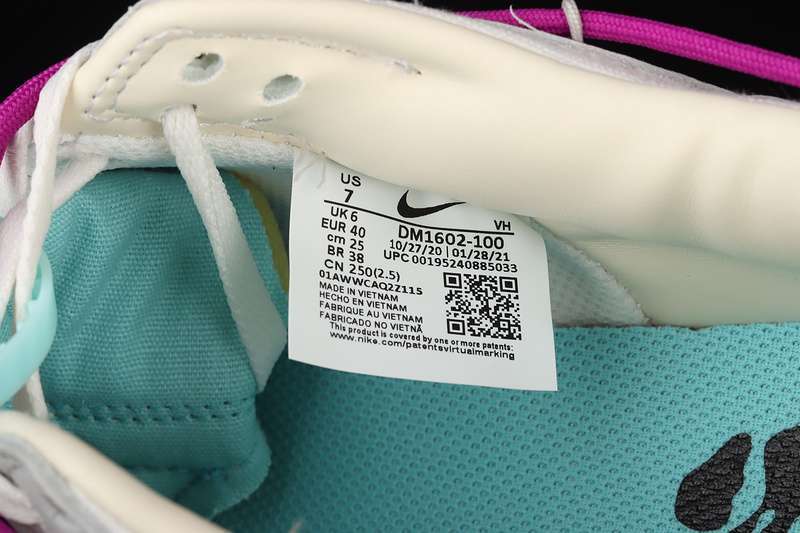 US
7
UK 6
EUR 40
cm 25
BR 38
CN 250(2.5)
VH
DM1602-100
10/27/20 | 01/28/21
UPC 00195240885033
01AWWCAQ2Z11S
MADE IN VIETNAM
HECHO EN VIETNAM
FABRIQUE AU VIETNAM
FABRICADO NO VIETNÃ
This product is covered by one or more patents:
www.nike.com/patentsvirtualmarking